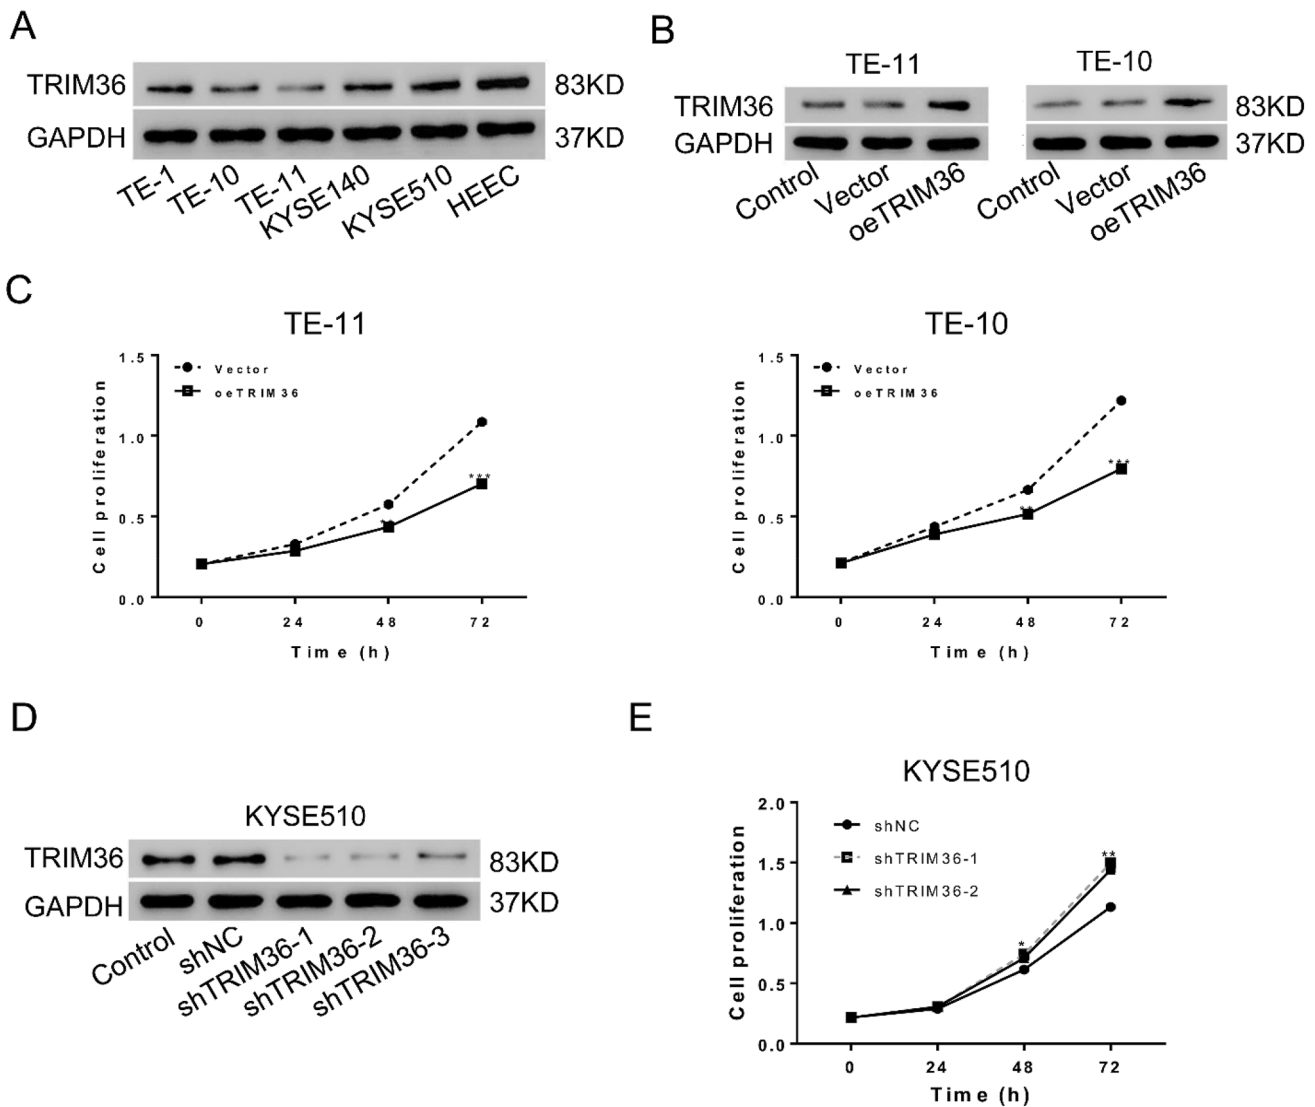 A
TRIM36
83KD
GAPDH
37KD
TE-1
TE-10
TE-11
KYSE140
KYSE510
HEEC
B
TE-11
TE-10
TRIM36
83KD
GAPDH
37KD
Control
Vector
oeTRIM36
Control
Vector
oeTRIM36
C
TE-11
Vector
oeTRIM36
Cell proliferation
1.5
1.0
0.5
0.0
0
24
48
72
***
Time (h)
TE-10
Vector
oeTRIM36
Cell proliferation
1.5
1.0
0.5
0.0
0
24
48
72
**
***
Time (h)
D
KYSE510
TRIM36
83KD
GAPDH
37KD
Control
shNC
shTRIM36-1
shTRIM36-2
shTRIM36-3
E
KYSE510
shNC
shTRIM36-1
shTRIM36-2
Cell proliferation
2.0
1.5
1.0
0.5
0.0
0
24
48
72
*
**
Time (h)